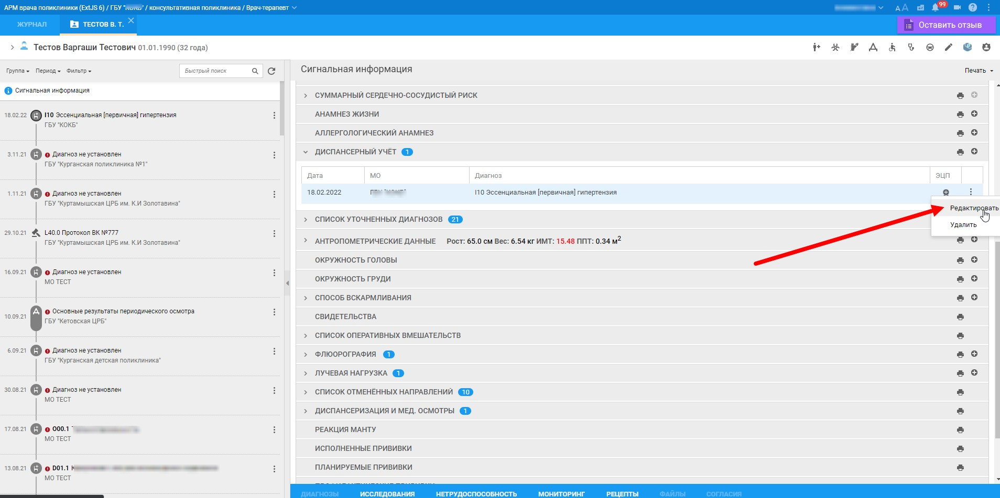 АРМ врача поликлиники (ExtJS 6) / ГБУ " " / консультативная поликлиника / Врач-терапевт
99
ЖУРНАЛ
ТЕСТОВ В. Т.
Оставить отзыв
Тестов Варгаши Тестович 01.01.1990 (32 года)
Группа Период Фильтр Быстрый поиск
Сигнальная информация
18.02.22 I10 Эссенциальная [первичная] гипертензия
ГБУ "КОКБ"
3.11.21 Диагноз не установлен
ГБУ "Курганская поликлиника №1"
1.11.21 Диагноз не установлен
ГБУ "Куртамышская ЦРБ им. К.И Золотавина"
29.10.21 L40.0 Протокол ВК №777
ГБУ "Куртамышская ЦРБ им. К.И Золотавина"
16.09.21 Диагноз не установлен
МО ТЕСТ
10.09.21 Основные результаты периодического осмотра
ГБУ "Кетовская ЦРБ"
6.09.21 Диагноз не установлен
ГБУ "Курганская детская поликлиника"
30.08.21 Диагноз не установлен
МО ТЕСТ
17.08.21 O00.1
МО ТЕСТ
13.08.21 D01.1
МО ТЕСТ
Сигнальная информация
Печать
СУММАРНЫЙ СЕРДЕЧНО-СОСУДИСТЫЙ РИСК
АНАМНЕЗ ЖИЗНИ
АЛЛЕРГОЛОГИЧЕСКИЙ АНАМНЕЗ
ДИСПАНСЕРНЫЙ УЧЁТ 1
Дата МО Диагноз ЭЦП
18.02.2022 I10 Эссенциальная [первичная] гипертензия
Редактировать
Удалить
СПИСОК УТОЧНЕННЫХ ДИАГНОЗОВ 21
АНТРОПОМЕТРИЧЕСКИЕ ДАННЫЕ Рост: 65.0 см Вес: 6.54 кг ИМТ: 15.48 ППТ: 0.34 м2
ОКРУЖНОСТЬ ГОЛОВЫ
ОКРУЖНОСТЬ ГРУДИ
СПОСОБ ВСКАРМЛИВАНИЯ
СВИДЕТЕЛЬСТВА
СПИСОК ОПЕРАТИВНЫХ ВМЕШАТЕЛЬСТВ
ФЛЮОРОГРАФИЯ 1
ЛУЧЕВАЯ НАГРУЗКА 1
СПИСОК ОТМЕНЁННЫХ НАПРАВЛЕНИЙ 10
ДИСПАНСЕРИЗАЦИЯ И МЕД. ОСМОТРЫ 1
РЕАКЦИЯ МАНТУ
ИСПОЛНЕННЫЕ ПРИВИВКИ
ПЛАНИРУЕМЫЕ ПРИВИВКИ
ДИАГНОЗЫ ИССЛЕДОВАНИЯ НЕТРУДОСПОСОБНОСТЬ МОНИТОРИНГ РЕЦЕПТЫ ФАЙЛЫ СОГЛАСИЯ